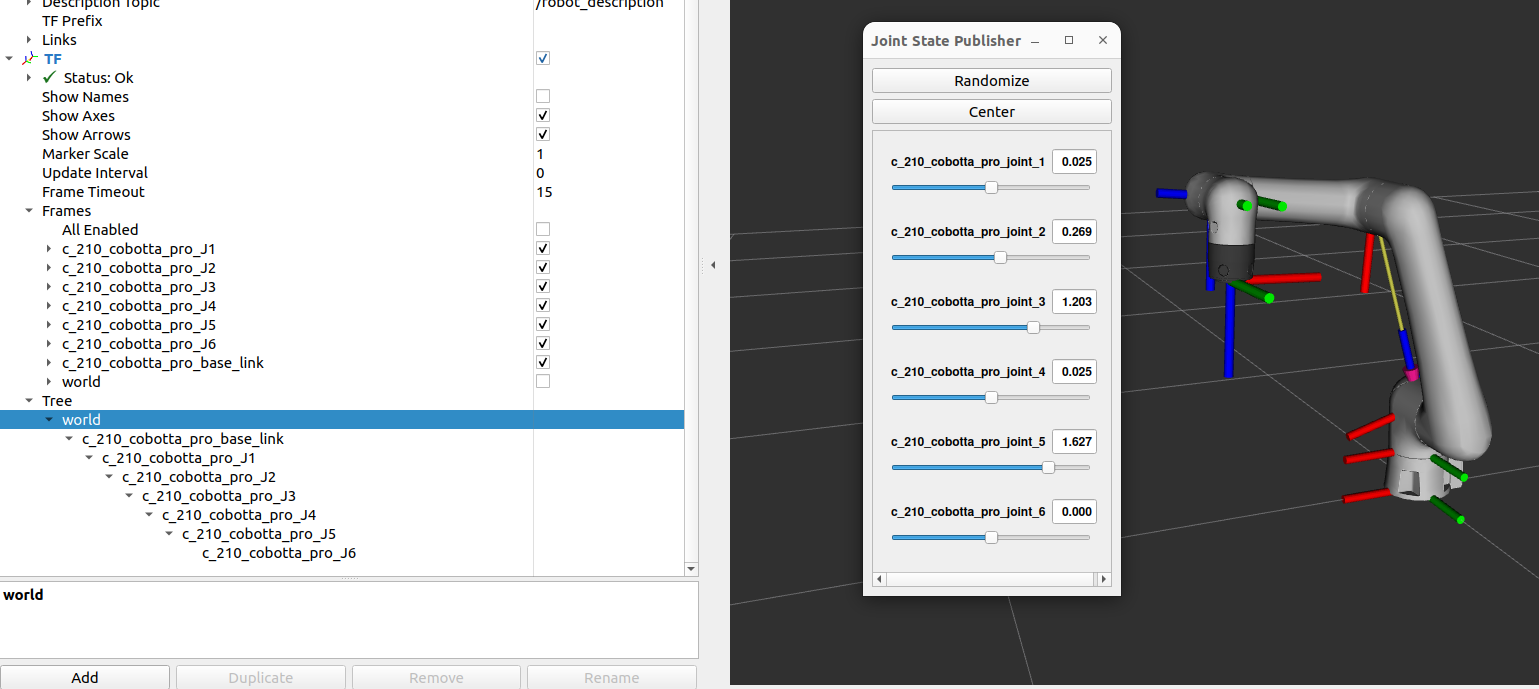 Description Topic /robot_description
TF Prefix
Links
TF
Status: Ok
Show Names
Show Axes
Show Arrows
Marker Scale 1
Update Interval 0
Frame Timeout 15
Frames
All Enabled
c_210_cobotta_pro_J1
c_210_cobotta_pro_J2
c_210_cobotta_pro_J3
c_210_cobotta_pro_J4
c_210_cobotta_pro_J5
c_210_cobotta_pro_J6
c_210_cobotta_pro_base_link
world
Tree
world
c_210_cobotta_pro_base_link
c_210_cobotta_pro_J1
c_210_cobotta_pro_J2
c_210_cobotta_pro_J3
c_210_cobotta_pro_J4
c_210_cobotta_pro_J5
c_210_cobotta_pro_J6
world
Add Duplicate Remove Rename
Joint State Publisher
Randomize
Center
c_210_cobotta_pro_joint_1 0.025
c_210_cobotta_pro_joint_2 0.269
c_210_cobotta_pro_joint_3 1.203
c_210_cobotta_pro_joint_4 0.025
c_210_cobotta_pro_joint_5 1.627
c_210_cobotta_pro_joint_6 0.000